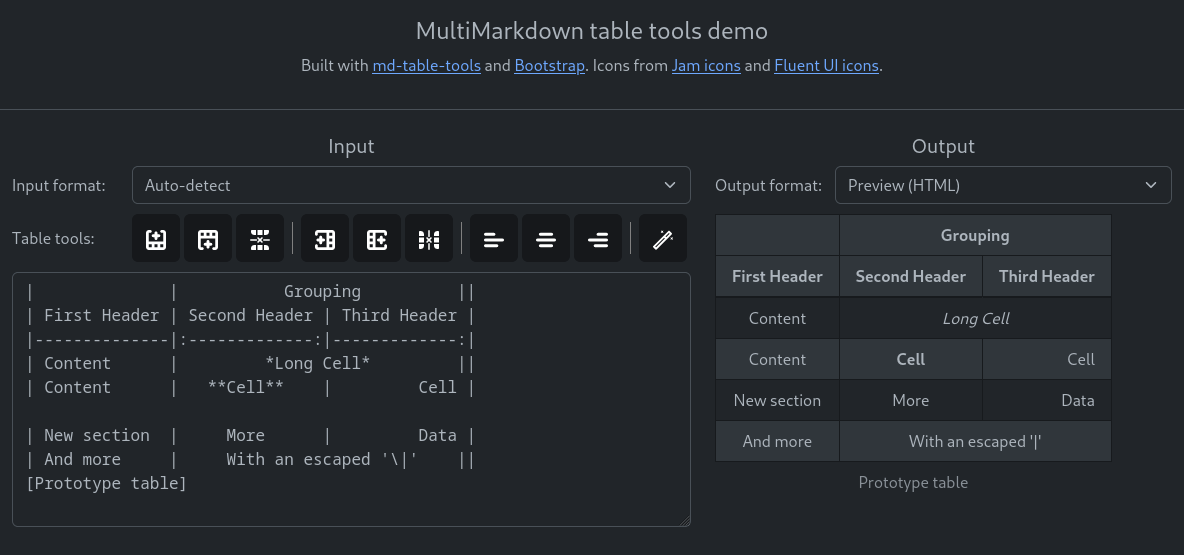 MultiMarkdown table tools demo
Built with md-table-tools and Bootstrap. Icons from Jam icons and Fluent UI icons.
Input
Input format: Auto-detect
Table tools:
|              |           Grouping          ||
| First Header | Second Header | Third Header |
|--------------|:-------------:|-------------:|
| Content      |         *Long Cell*         ||
| Content      |   **Cell**    |         Cell |

| New section  |     More      |         Data |
| And more     |     With an escaped '\|'    ||
[Prototype table]
Output
Output format: Preview (HTML)
Grouping
First Header Second Header Third Header
Content Long Cell
Content Cell Cell
New section More Data
And more With an escaped '|'
Prototype table